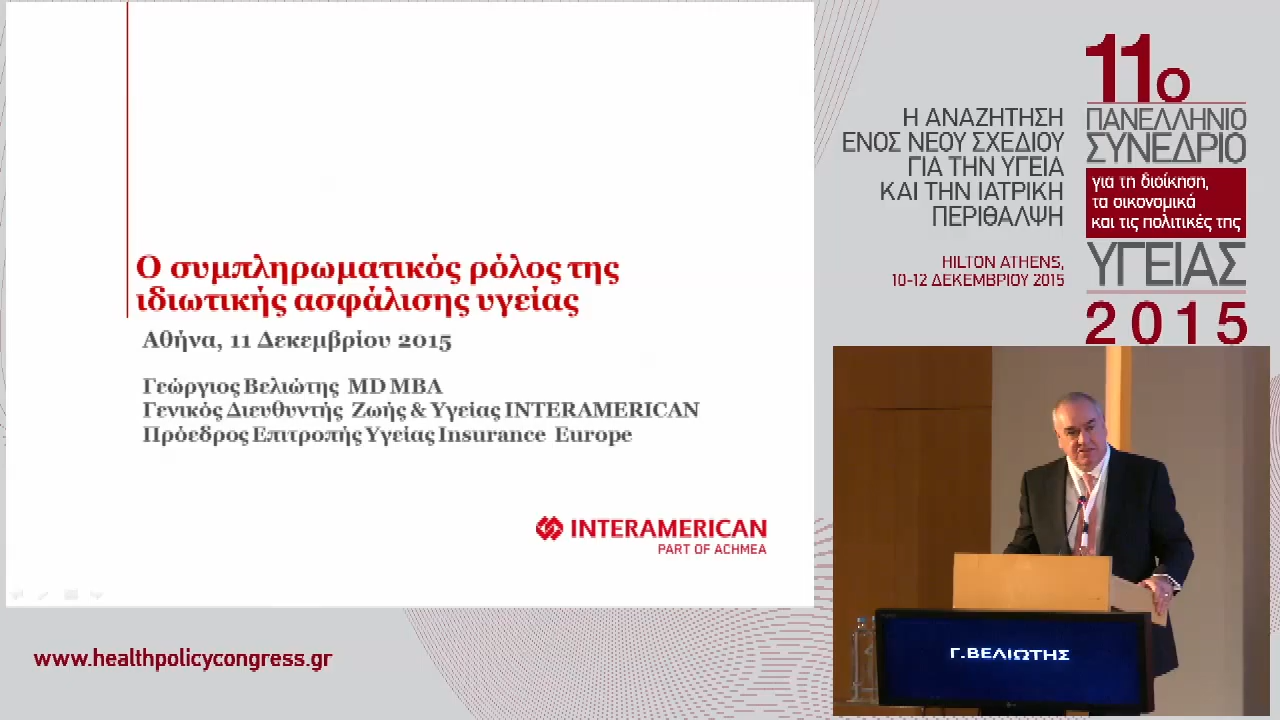 Ο συμπληρωματικός ρόλος της
ιδιωτικής ασφάλισης υγείας
Αθήνα, 11 Δεκεμβρίου 2015
Γεώργιος Βελιώτης MD MBA
Γενικός Διευθυντής Ζωής & Υγείας INTERAMERICAN
Πρόεδρος Επιτροπής Υγείας Insurance Europe
INTERAMERICAN
PART OF ACHMEA
www.healthpolicycongress.gr
Η ΑΝΑΖΗΤΗΣΗ
ΕΝΟΣ ΝΕΟΥ ΣΧΕΔΙΟΥ
ΓΙΑ ΤΗΝ ΥΓΕΙΑ
ΚΑΙ ΤΗΝ ΙΑΤΡΙΚΗ
ΠΕΡΙΘΑΛΨΗ
HILTON ATHENS,
10-12 ΔΕΚΕΜΒΡΙΟΥ 2015
11ο
ΠΑΝΕΛΛΗΝΙΟ
ΣΥΝΕΔΡΙΟ
για τη διοίκηση,
τα οικονομικά
και τις πολιτικές της
ΥΓΕΙΑΣ
2015
Γ.ΒΕΛΙΩΤΗΣ